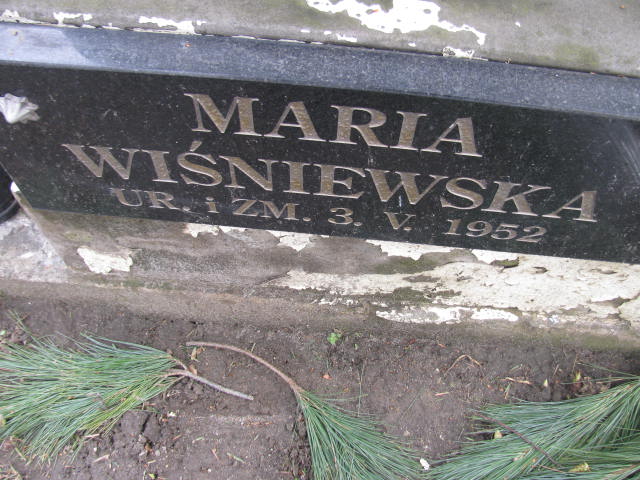 MARIA
WIŚNIEWSKA
UR. i ZM. 3. V. 1952